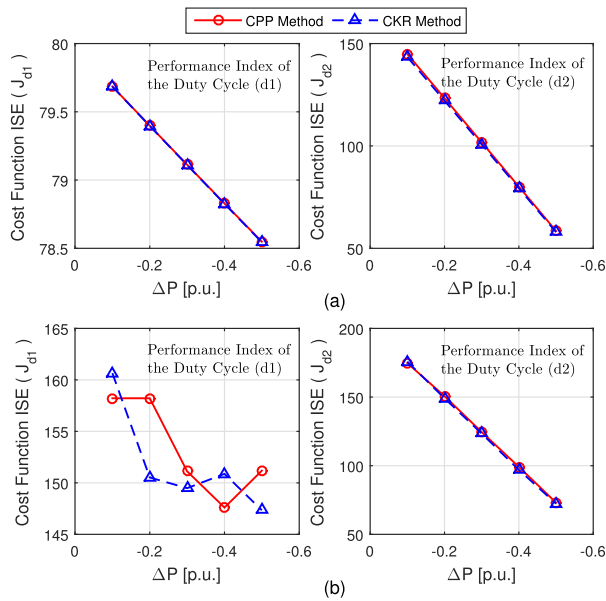 CPP Method
CKR Method
80
79.5
79
78.5
Cost Function ISE ( J_d1 )
Performance Index of
the Duty Cycle (d1)
0
-0.2
-0.4
-0.6
ΔP [p.u.]
150
100
50
Cost Function ISE ( J_d2 )
Performance Index of
the Duty Cycle (d2)
0
-0.2
-0.4
-0.6
ΔP [p.u.]
(a)
165
160
155
150
145
Cost Function ISE ( J_d1 )
Performance Index of
the Duty Cycle (d1)
0
-0.2
-0.4
-0.6
ΔP [p.u.]
200
150
100
50
Cost Function ISE ( J_d2 )
Performance Index of
the Duty Cycle (d2)
0
-0.2
-0.4
-0.6
ΔP [p.u.]
(b)